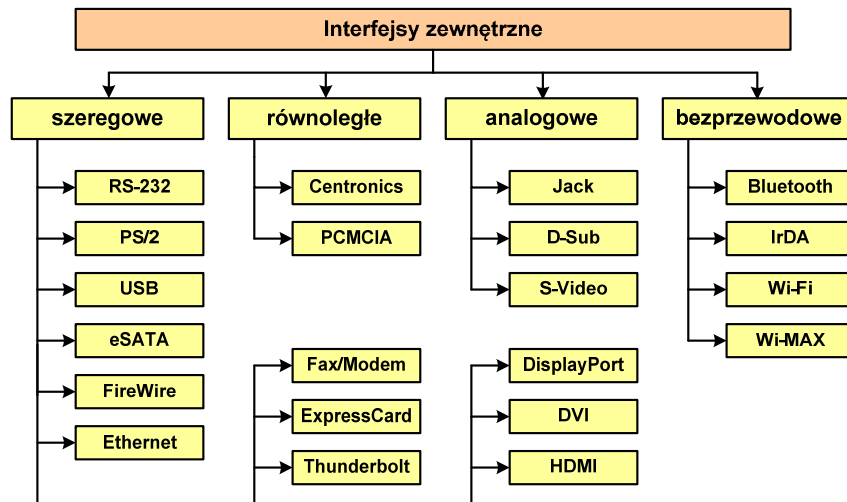 Interfejsy zewnętrzne
szeregowe
RS-232
PS/2
USB
eSATA
FireWire
Ethernet
równoległe
Centronics
PCMCIA
Fax/Modem
ExpressCard
Thunderbolt
analogowe
Jack
D-Sub
S-Video
DisplayPort
DVI
HDMI
bezprzewodowe
Bluetooth
IrDA
Wi-Fi
Wi-MAX